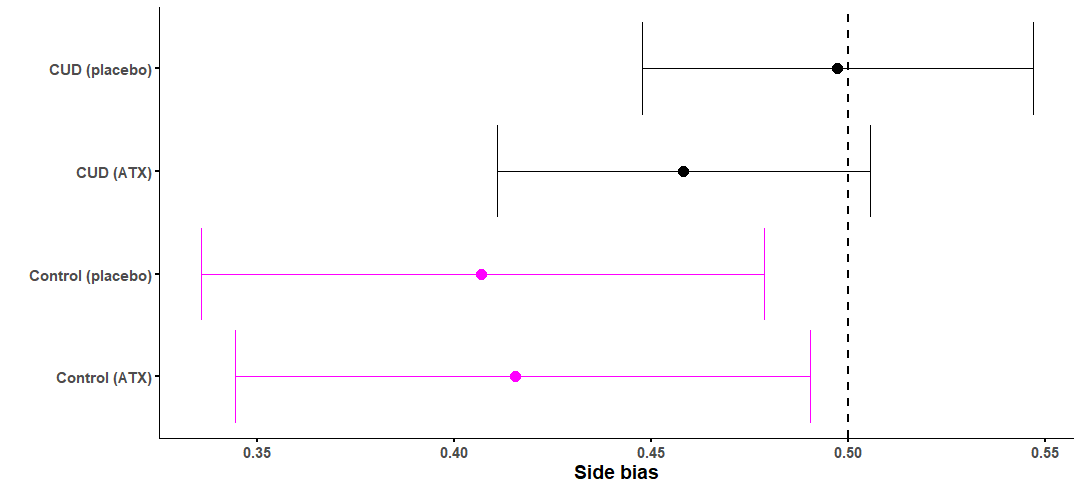 CUD (placebo)
CUD (ATX)
Control (placebo)
Control (ATX)
0.35 0.40 0.45 0.50 0.55
Side bias